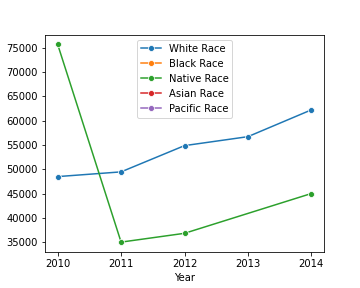 75000
70000
65000
60000
55000
50000
45000
40000
35000
White Race
Black Race
Native Race
Asian Race
Pacific Race
2010 2011 2012 2013 2014
Year